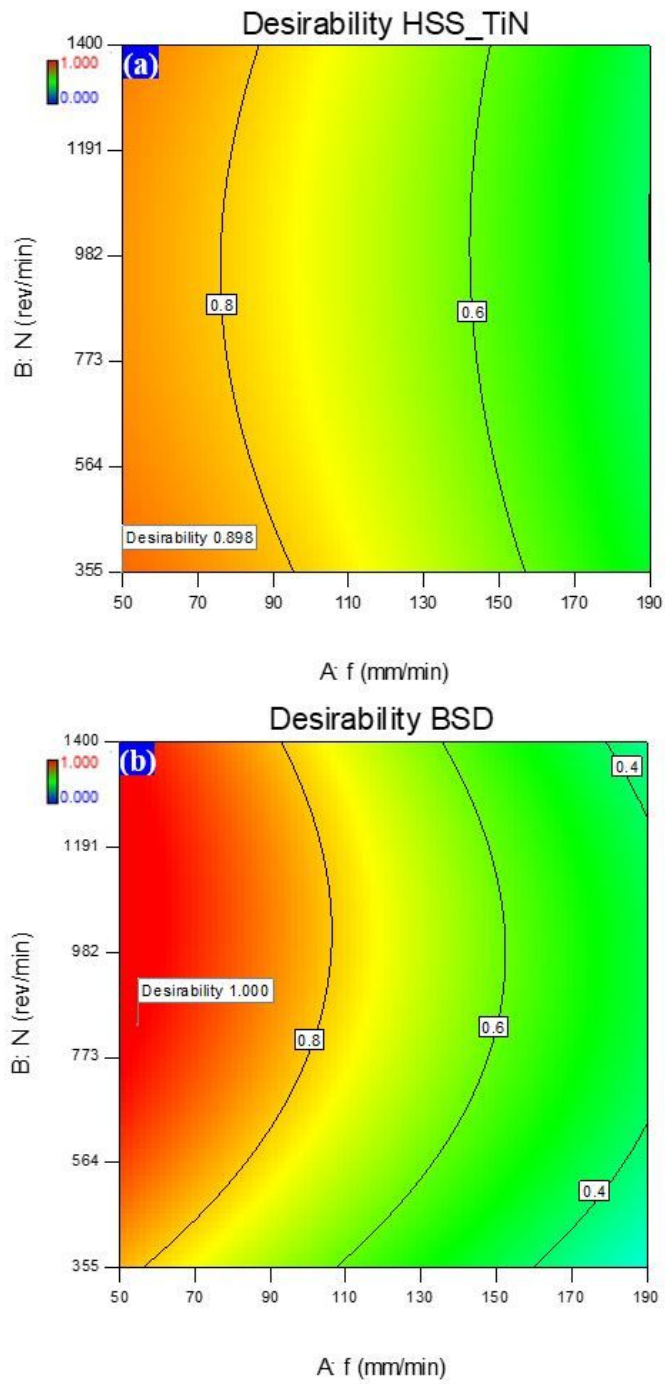 Desirability HSS_TiN
(a)
1.000
0.000
1400
1191
982
773
564
355
B: N (rev/min)
0.8
0.6
Desirability 0.898
50 70 90 110 130 150 170 190
A: f (mm/min)
Desirability BSD
(b)
1.000
0.000
1400
1191
982
773
564
355
B: N (rev/min)
0.4
Desirability 1.000
0.8
0.6
0.4
50 70 90 110 130 150 170 190
A: f (mm/min)